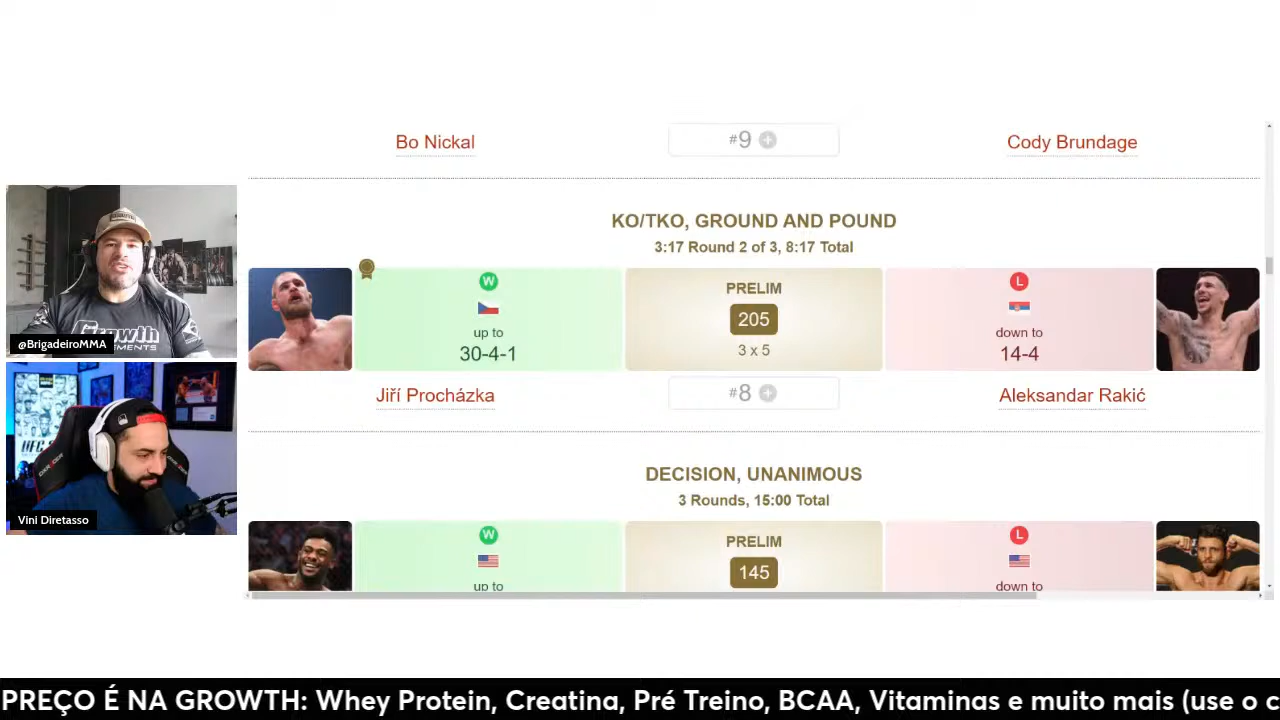 Bo Nickal
#9
Cody Brundage
KO/TKO, GROUND AND POUND
3:17 Round 2 of 3, 8:17 Total
W
up to
30-4-1
PRELIM
205
3 x 5
L
down to
14-4
Jiří Procházka
#8
Aleksandar Rakić
DECISION, UNANIMOUS
3 Rounds, 15:00 Total
W
up to
PRELIM
145
L
down to
Growth
@BrigadeiroMMA
Vini Diretasso
PREÇO É NA GROWTH: Whey Protein, Creatina, Pré Treino, BCAA, Vitaminas e muito mais (use o c